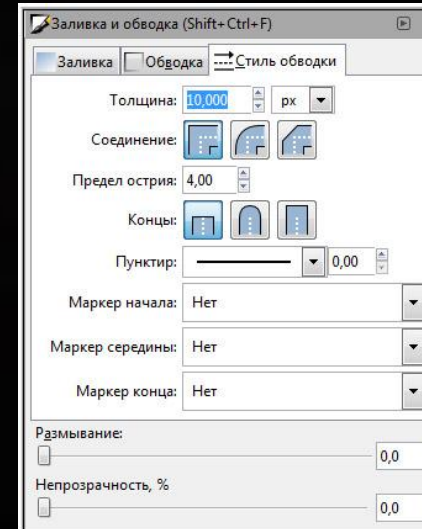 Заливка и обводка (Shift+Ctrl+F)
Заливка Обводка Стиль обводки
Толщина: 10,000 px
Соединение:
Предел острия: 4,00
Концы:
Пунктир: 0,00
Маркер начала: Нет
Маркер середины: Нет
Маркер конца: Нет
Размывание:
0,0
Непрозрачность, %
0,0